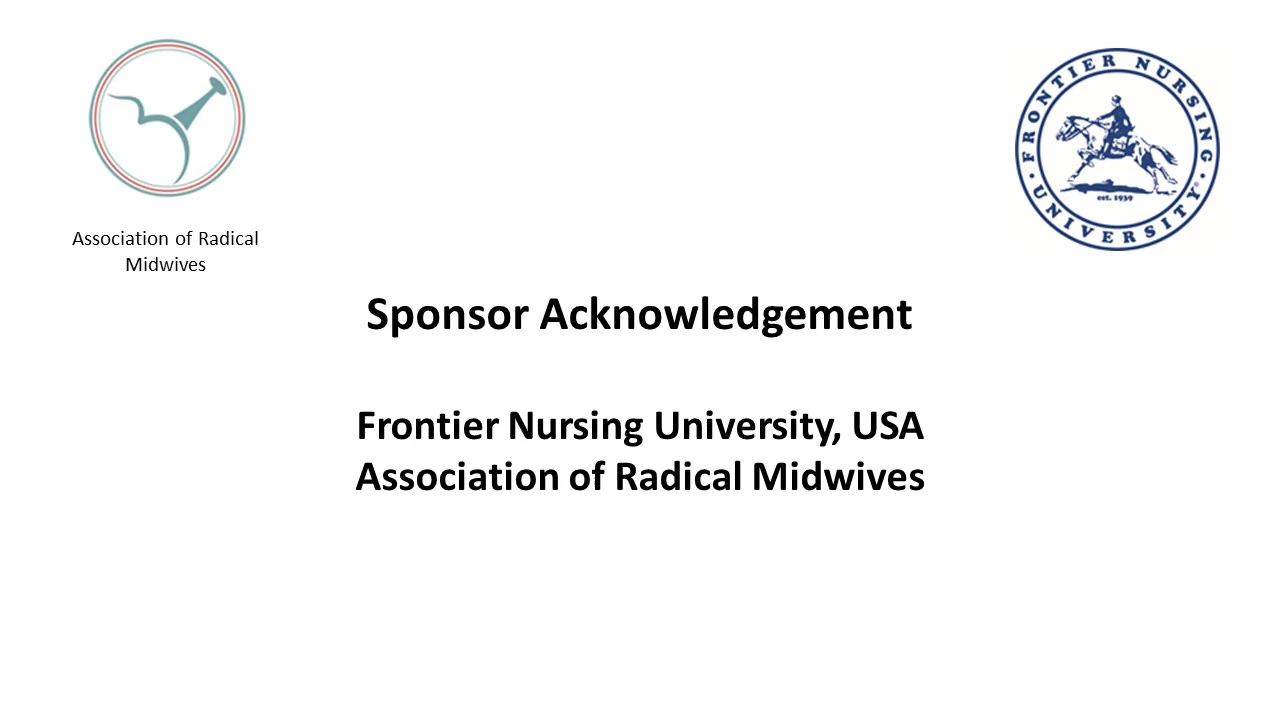 Association of Radical
Midwives
FRONTIER NURSING
UNIVERSITY
est. 1939
Sponsor Acknowledgement
Frontier Nursing University, USA
Association of Radical Midwives